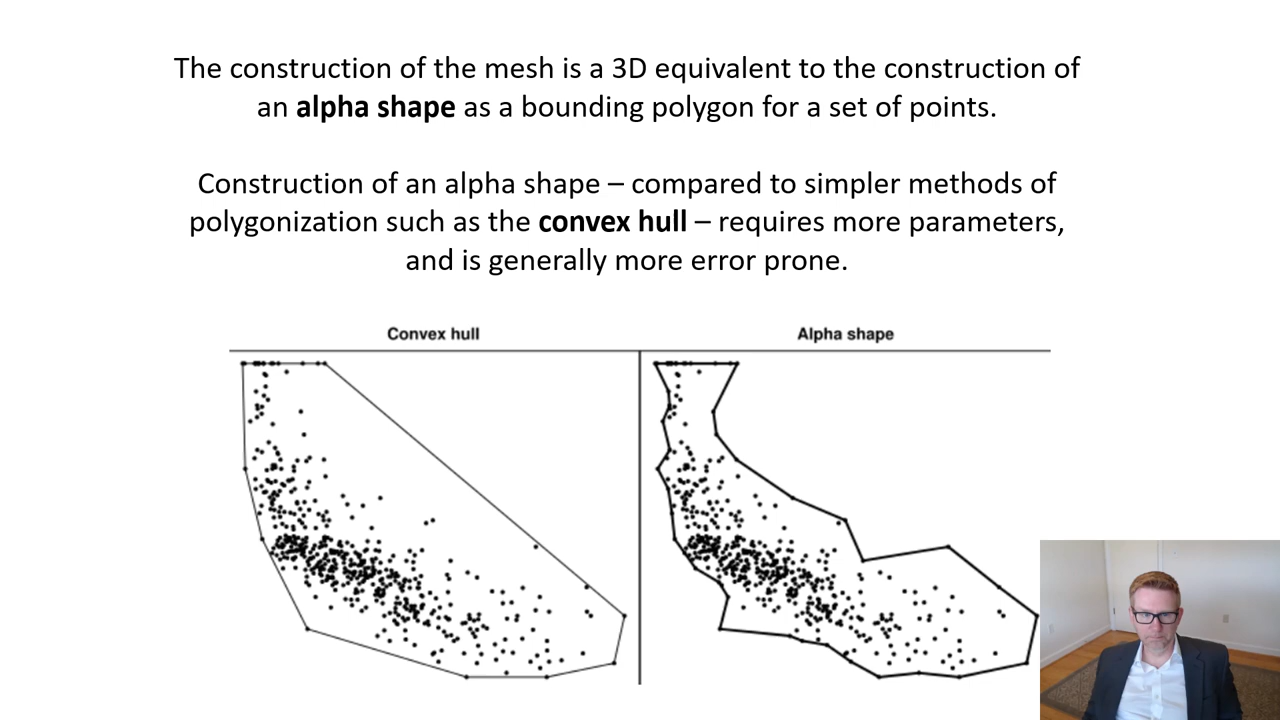 The construction of the mesh is a 3D equivalent to the construction of
an alpha shape as a bounding polygon for a set of points.
Construction of an alpha shape – compared to simpler methods of
polygonization such as the convex hull – requires more parameters,
and is generally more error prone.
Convex hull
Alpha shape